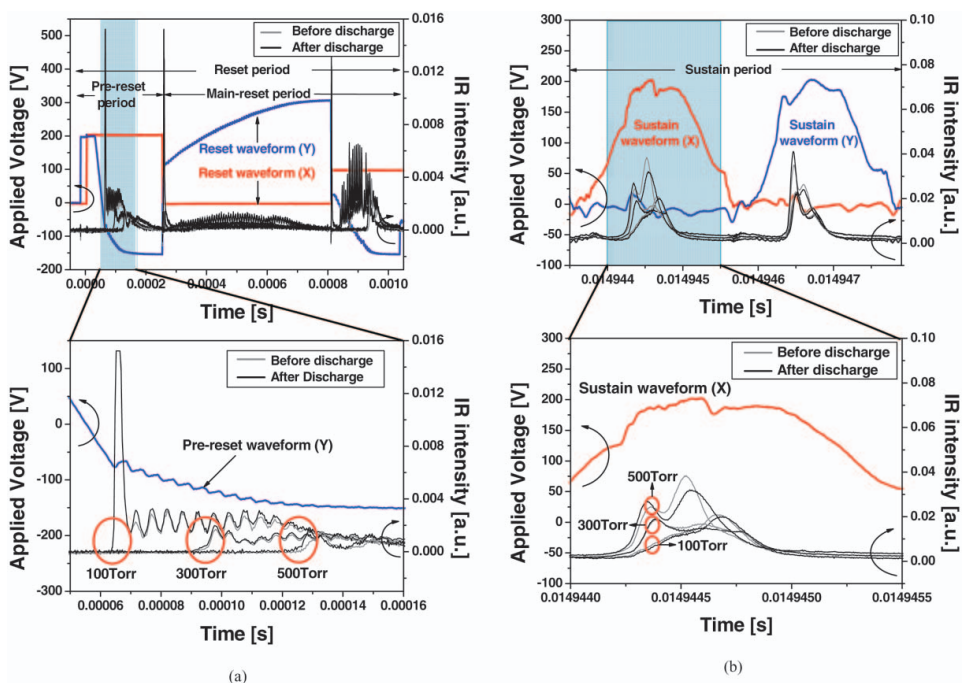 Before discharge
After discharge
Reset period
Pre-reset
period
Main-reset period
Reset waveform (Y)
Reset waveform (X)
Applied Voltage [V]
500
400
300
200
100
0
-100
-200
IR intensity [a.u.]
0.016
0.012
0.008
0.004
0.000
0.0000 0.0002 0.0004 0.0006 0.0008 0.0010
Time [s]
Before discharge
After Discharge
Pre-reset waveform (Y)
100Torr
300Torr
500Torr
Applied Voltage [V]
100
0
-100
-200
-300
IR intensity [a.u.]
0.016
0.012
0.008
0.004
0.000
0.00006 0.00008 0.00010 0.00012 0.00014 0.00016
Time [s]
(a)
Before discharge
After discharge
Sustain period
Sustain
waveform (X)
Sustain
waveform (Y)
Applied Voltage [V]
300
250
200
150
100
50
0
-50
-100
IR intensity [a.u.]
0.10
0.08
0.06
0.04
0.02
0.00
0.014944 0.014945 0.014946 0.014947
Time [s]
Before discharge
After discharge
Sustain waveform (X)
500Torr
300Torr
100Torr
Applied Voltage [V]
300
250
200
150
100
50
0
-50
-100
IR intensity [a.u.]
0.10
0.08
0.06
0.04
0.02
0.00
0.0149440 0.0149445 0.0149450 0.0149455
Time [s]
(b)